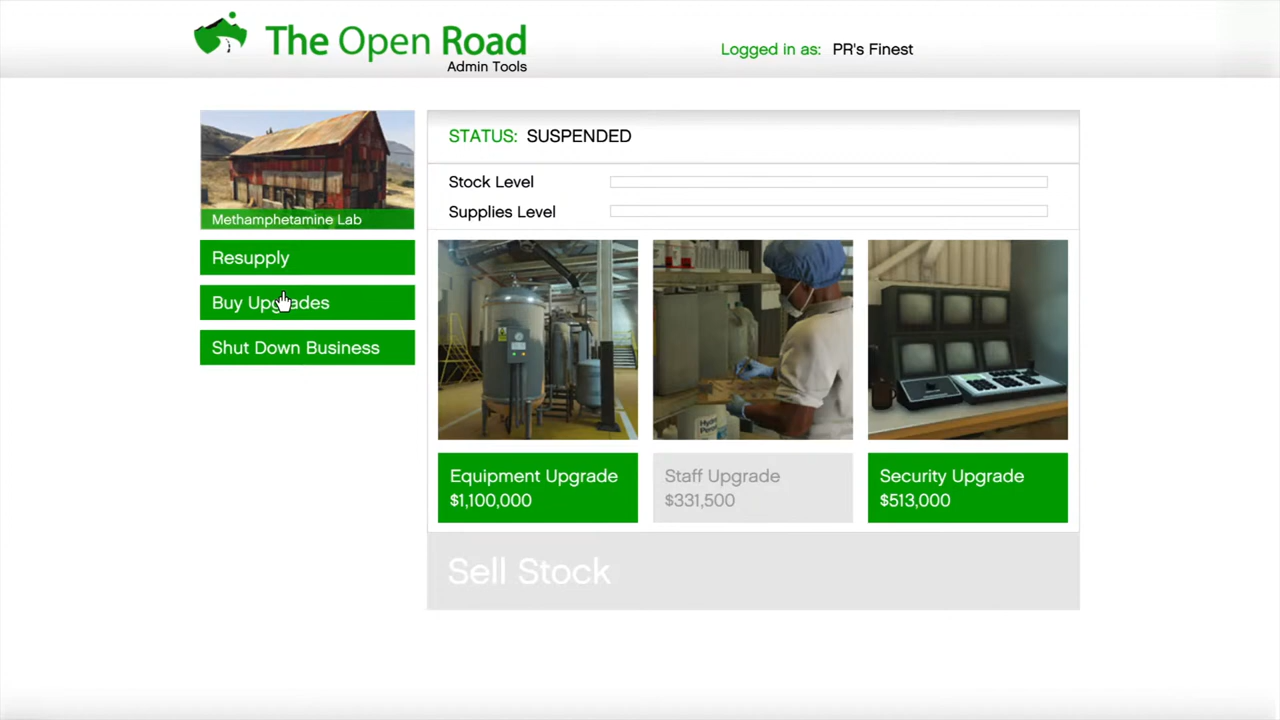 The Open Road
Admin Tools
Logged in as: PR's Finest
Methamphetamine Lab
Resupply
Buy Upgrades
Shut Down Business
STATUS: SUSPENDED
Stock Level
Supplies Level
Equipment Upgrade
$1,100,000
Staff Upgrade
$331,500
Security Upgrade
$513,000
Sell Stock